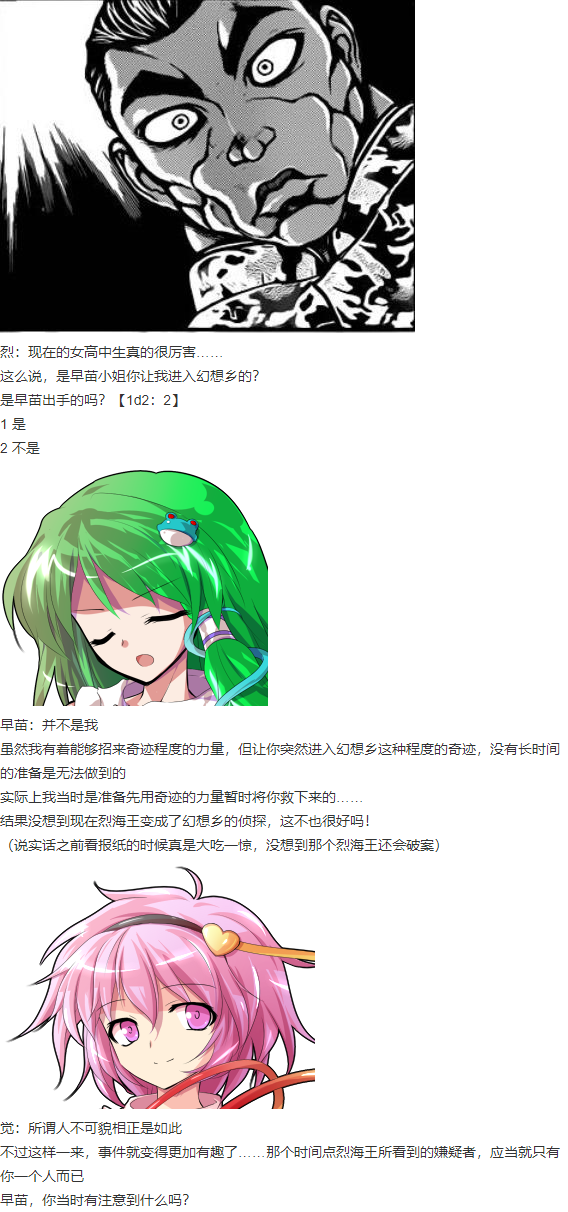 烈：现在的女高中生真的很厉害……
这么说，是早苗小姐你让我进入幻想乡的？
是早苗出手的吗？【1d2：2】
1 是
2 不是
早苗：并不是我
虽然我有着能够招来奇迹程度的力量，但让你突然进入幻想乡这种程度的奇迹，没有长时间
的准备是无法做到的
实际上我当时是准备先用奇迹的力量暂时将你救下来的……
结果没想到现在烈海王变成了幻想乡的侦探，这不也很好吗！
（说实话之前看报纸的时候真是大吃一惊，没想到那个烈海王还会破案）
觉：所谓人不可貌相正是如此
不过这样一来，事件就变得更加有趣了……那个时间点烈海王所看到的嫌疑者，应当就只有
你一个人而已
早苗，你当时有注意到什么吗？